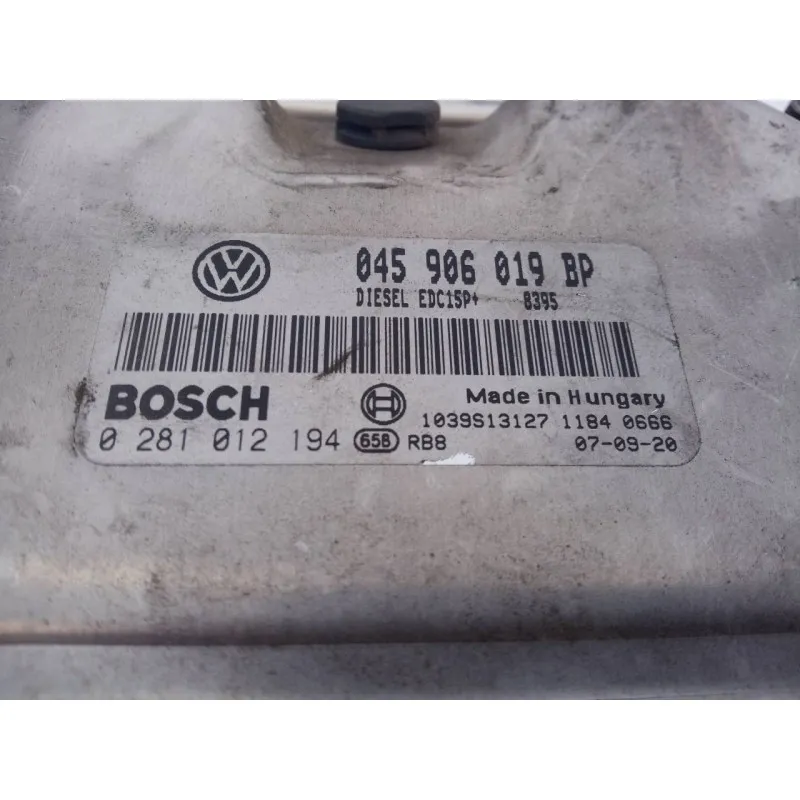 045 906 019 BP
DIESEL EDC15P+ 8395
BOSCH Made in Hungary
1039S13127 1184 0666
0 281 012 194 658 RB8 07-09-20